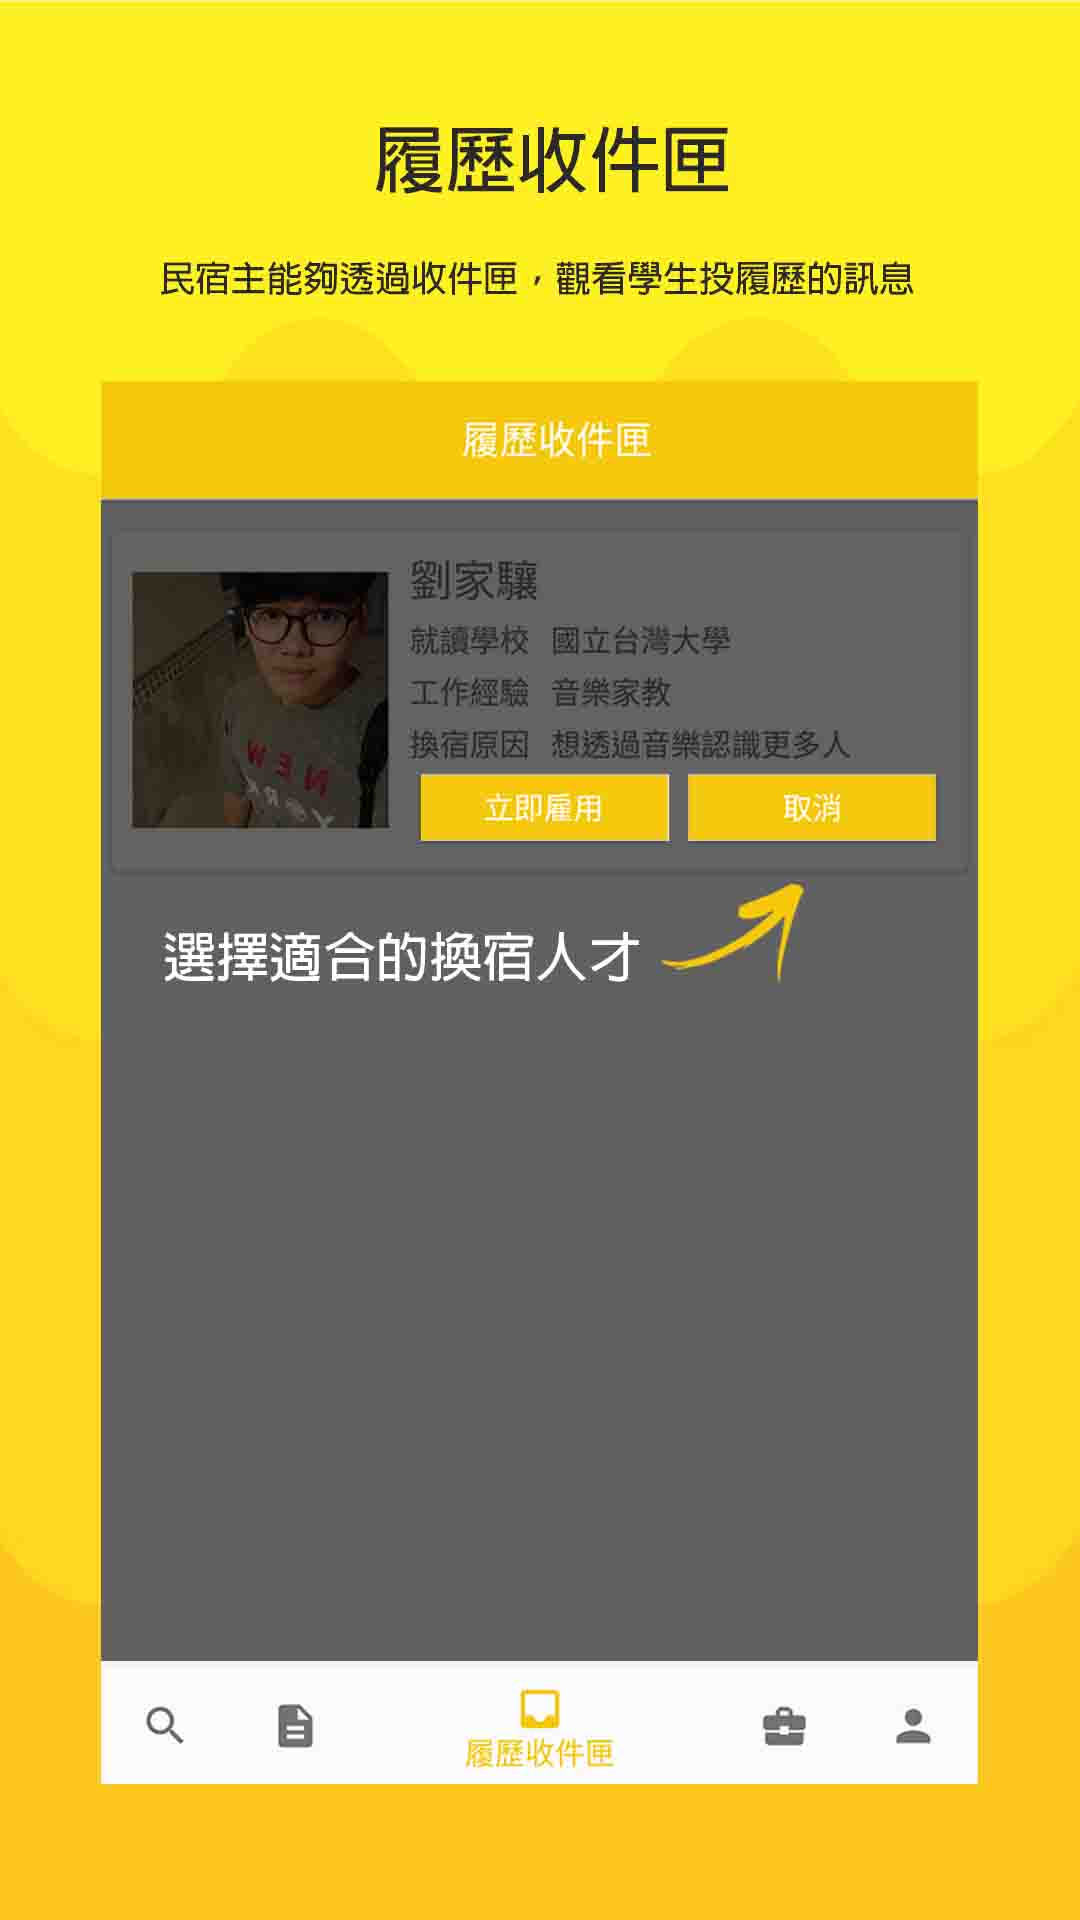 履歷收件匣
民宿主能夠透過收件匣，觀看學生投履歷的訊息
履歷收件匣
劉家驤
就讀學校 國立台灣大學
工作經驗 音樂家教
換宿原因 想透過音樂認識更多人
立即雇用 取消
NEW
YORK
選擇適合的換宿人才
履歷收件匣